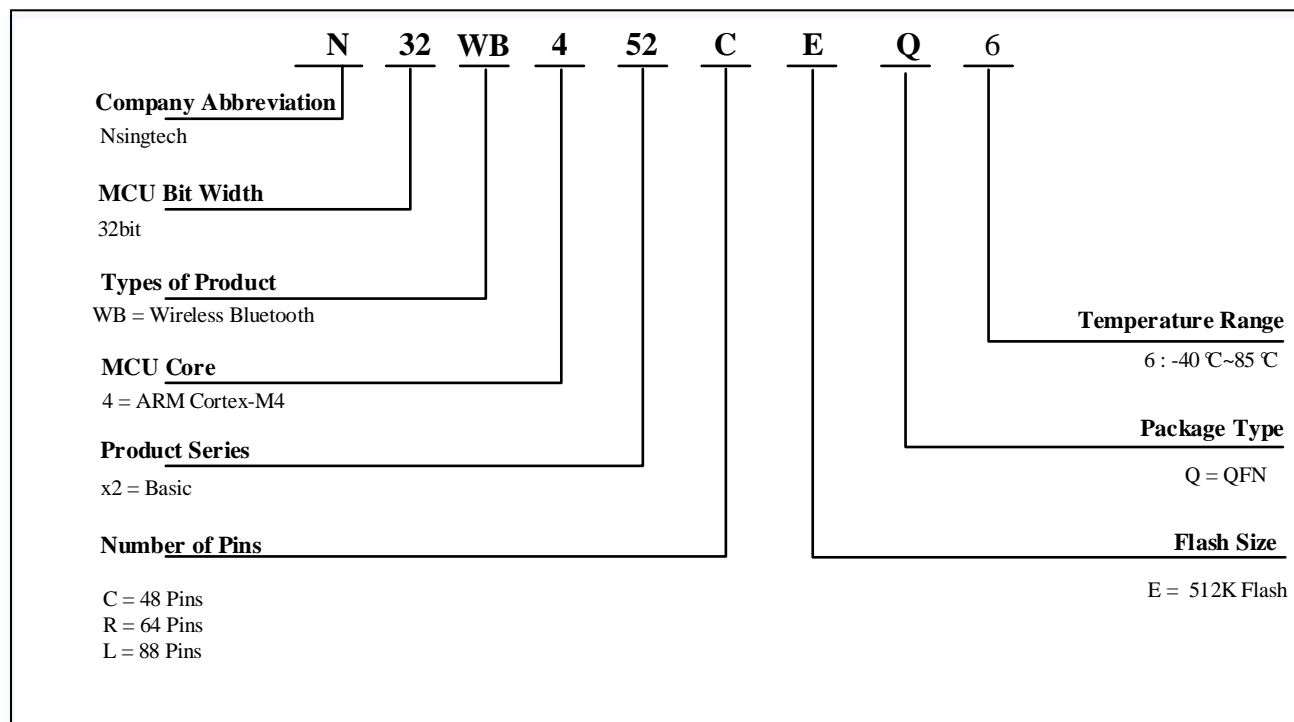 N 32 WB 4 52 C E Q 6
Company Abbreviation
Nsingtech
MCU Bit Width
32bit
Types of Product
WB = Wireless Bluetooth
MCU Core
4 = ARM Cortex-M4
Product Series
x2 = Basic
Number of Pins
C = 48 Pins
R = 64 Pins
L = 88 Pins
Temperature Range
6 : -40 ℃~85 ℃
Package Type
Q = QFN
Flash Size
E = 512K Flash